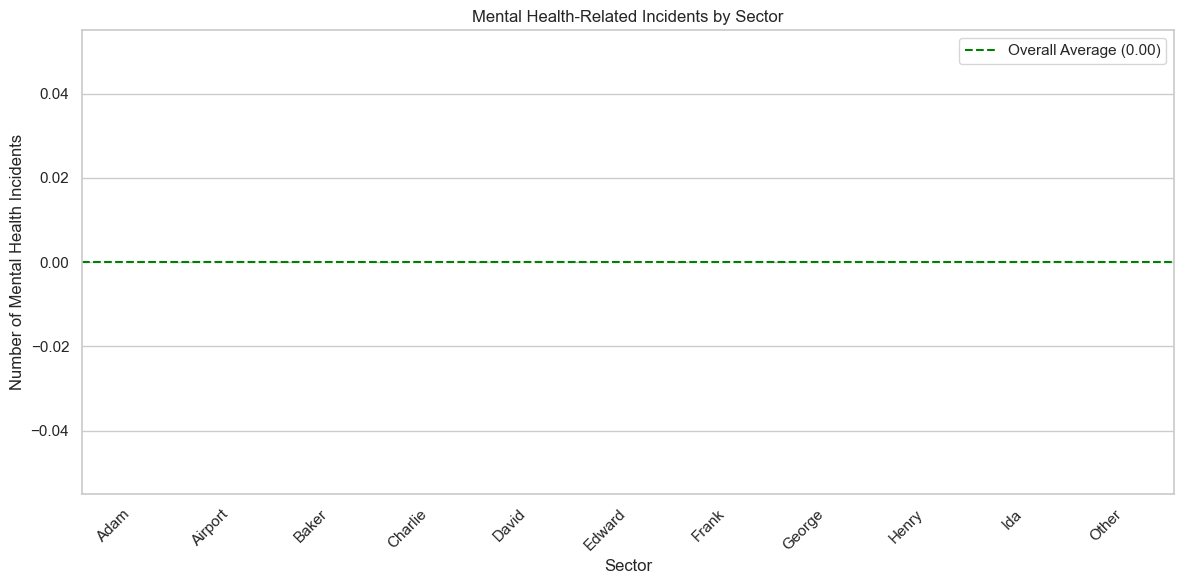 Mental Health-Related Incidents by Sector
Overall Average (0.00)
Number of Mental Health Incidents
0.04
0.02
0.00
−0.02
−0.04
Adam
Airport
Baker
Charlie
David
Edward
Frank
George
Henry
Ida
Other
Sector